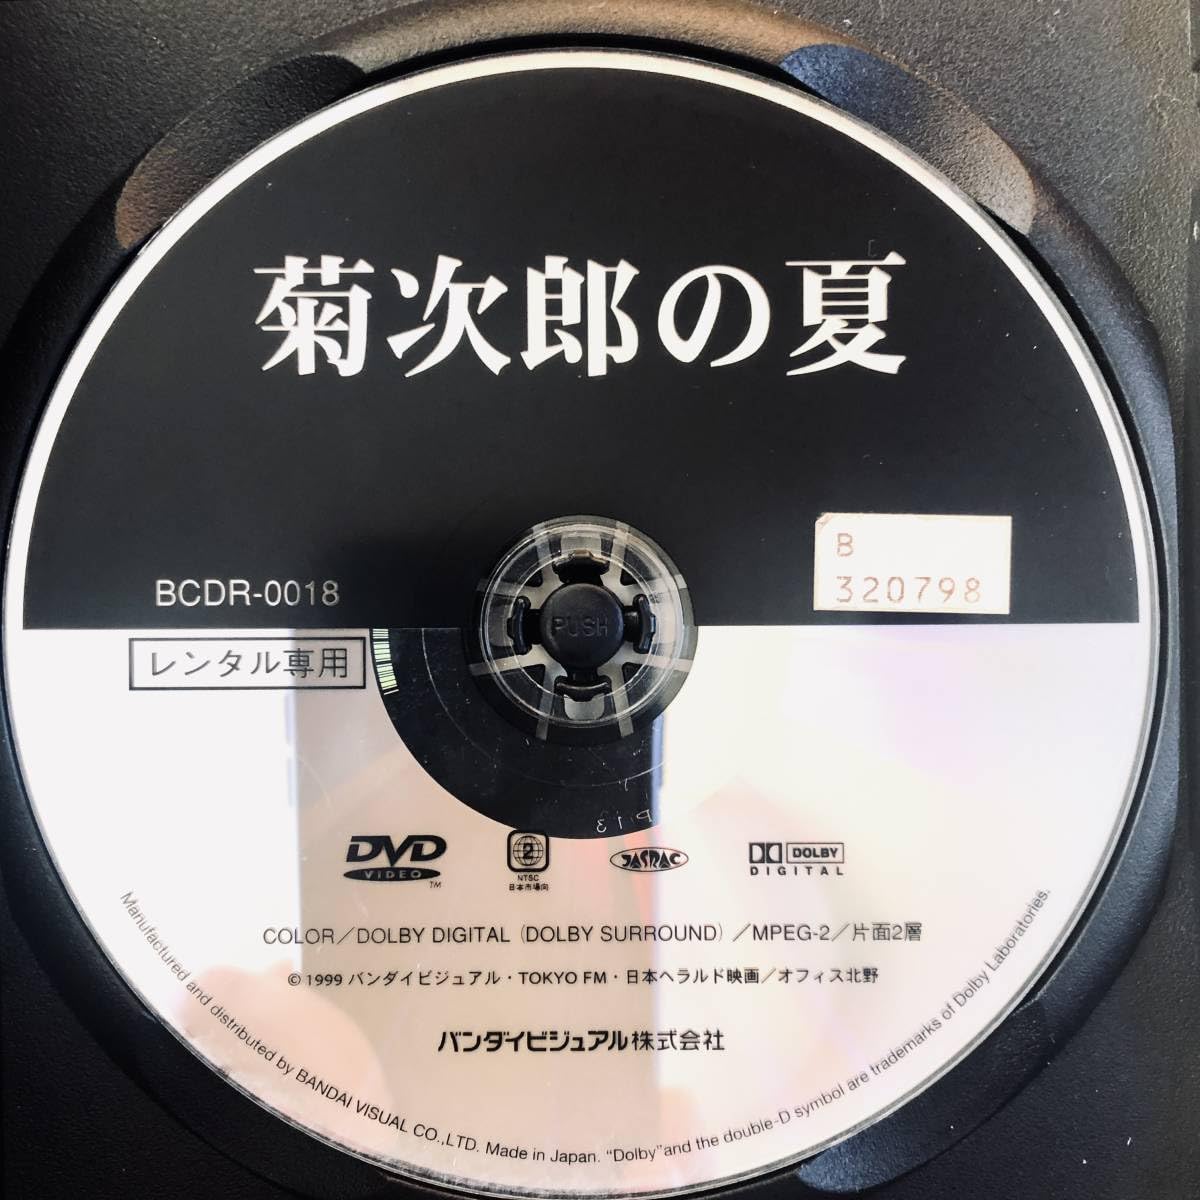 菊次郎の夏
B
320798
BCDR-0018
PUSH
レンタル専用
P13
DVD
VIDEO
TM
2
NTSC
日本市場向
JASRAC
DOLBY
DIGITAL
COLOR/DOLBY DIGITAL (DOLBY SURROUND)/MPEG-2/片面2層
© 1999 バンダイビジュアル・TOKYO FM・日本ヘラルド映画/オフィス北野
バンダイビジュアル株式会社
Manufactured and distributed by BANDAI VISUAL CO.,LTD. Made in Japan. “Dolby”and the double-D symbol are trademarks of Dolby Laboratories.